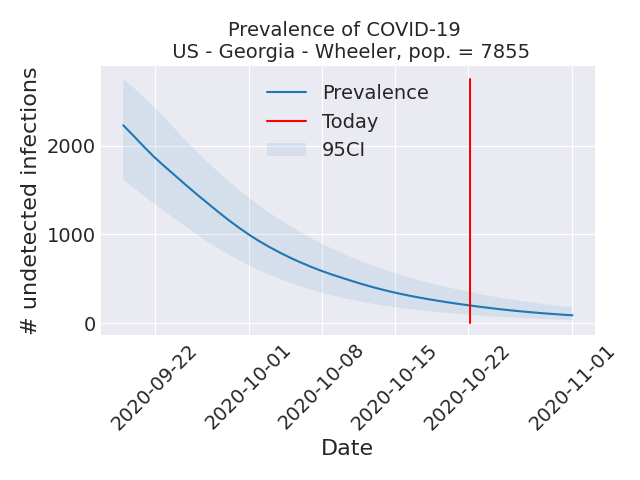 Prevalence of COVID-19
US - Georgia - Wheeler, pop. = 7855
Prevalence
Today
95CI
# undetected infections
2000
1000
0
2020-09-22
2020-10-01
2020-10-08
2020-10-15
2020-10-22
2020-11-01
Date